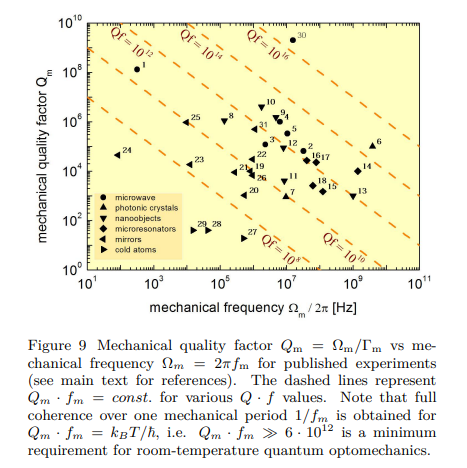 10^10
10^8
10^6
10^4
10^2
10^0
mechanical quality factor Q_m
Qf = 10^12
Qf = 10^14
Qf = 10^16
Qf = 10^8
Qf = 10^10
30
1
10
9
4
25
8
31
5
3
12
2
6
24
23
22
16
17
21
19
26
14
11
18
15
20
7
13
29
28
27
microwave
photonic crystals
nanoobjects
microresonators
mirrors
cold atoms
10^1
10^3
10^5
10^7
10^9
10^11
mechanical frequency Ω_m / 2π [Hz]
Figure 9 Mechanical quality factor Q_m = Ω_m/Γ_m vs me-
chanical frequency Ω_m = 2πf_m for published experiments
(see main text for references). The dashed lines represent
Q_m · f_m = const. for various Q · f values. Note that full
coherence over one mechanical period 1/f_m is obtained for
Q_m · f_m = k_BT/ℏ, i.e. Q_m · f_m ≫ 6 · 10^12 is a minimum
requirement for room-temperature quantum optomechanics.